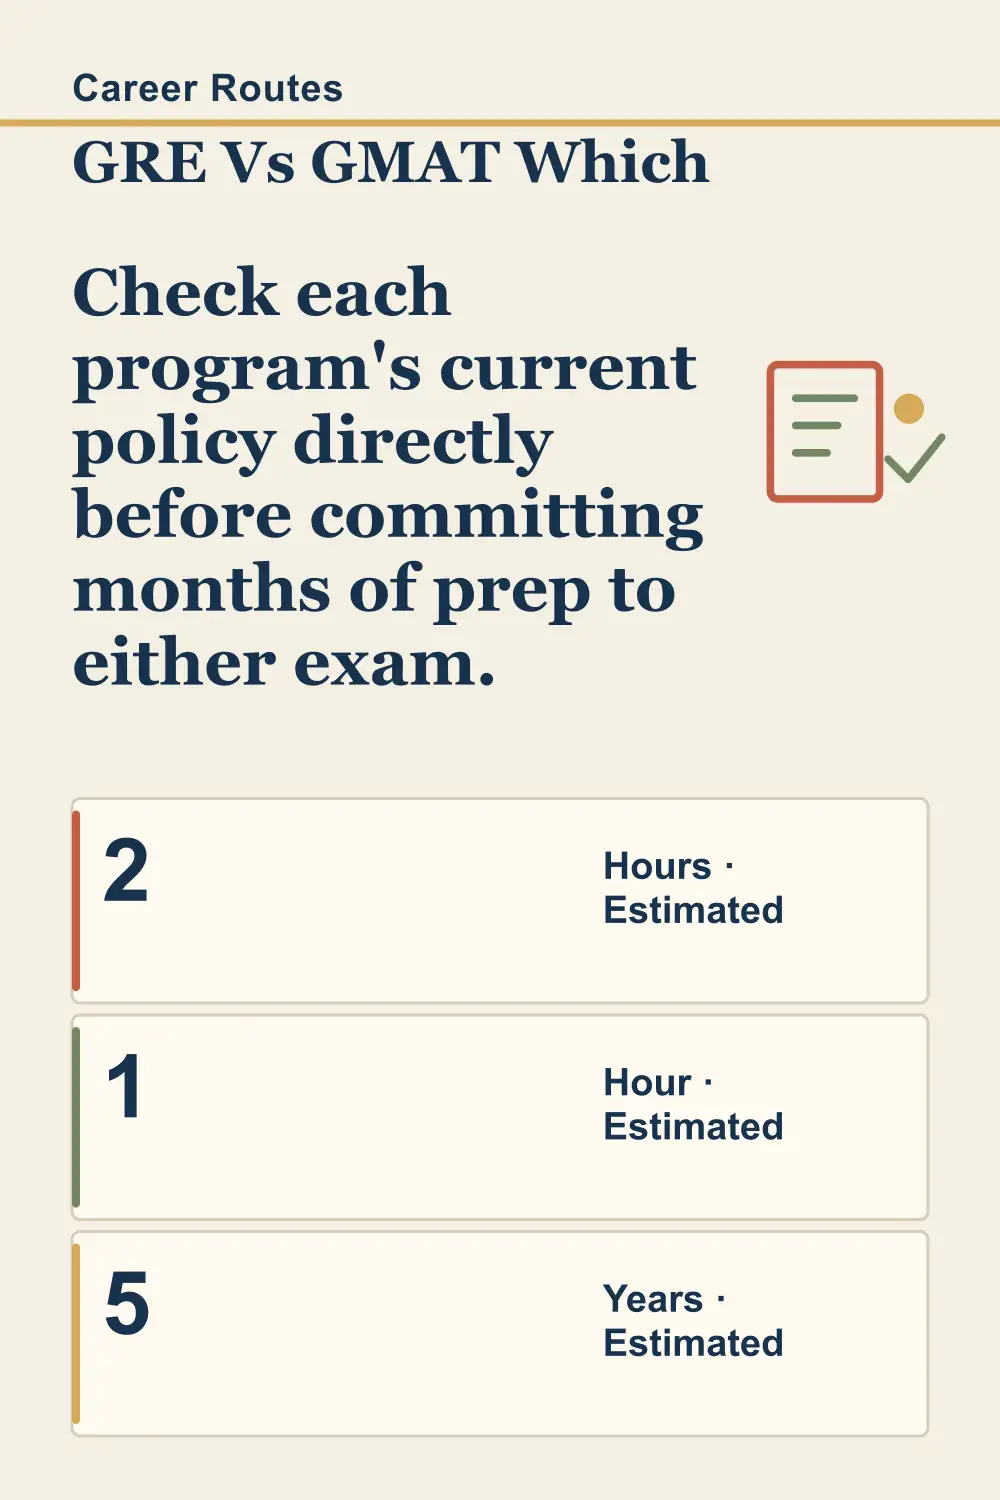 Career Routes
GRE Vs GMAT Which
Check each
program's current
policy directly
before committing
months of prep to
either exam.
2
Hours ·
Estimated
1
Hour ·
Estimated
5
Years ·
Estimated